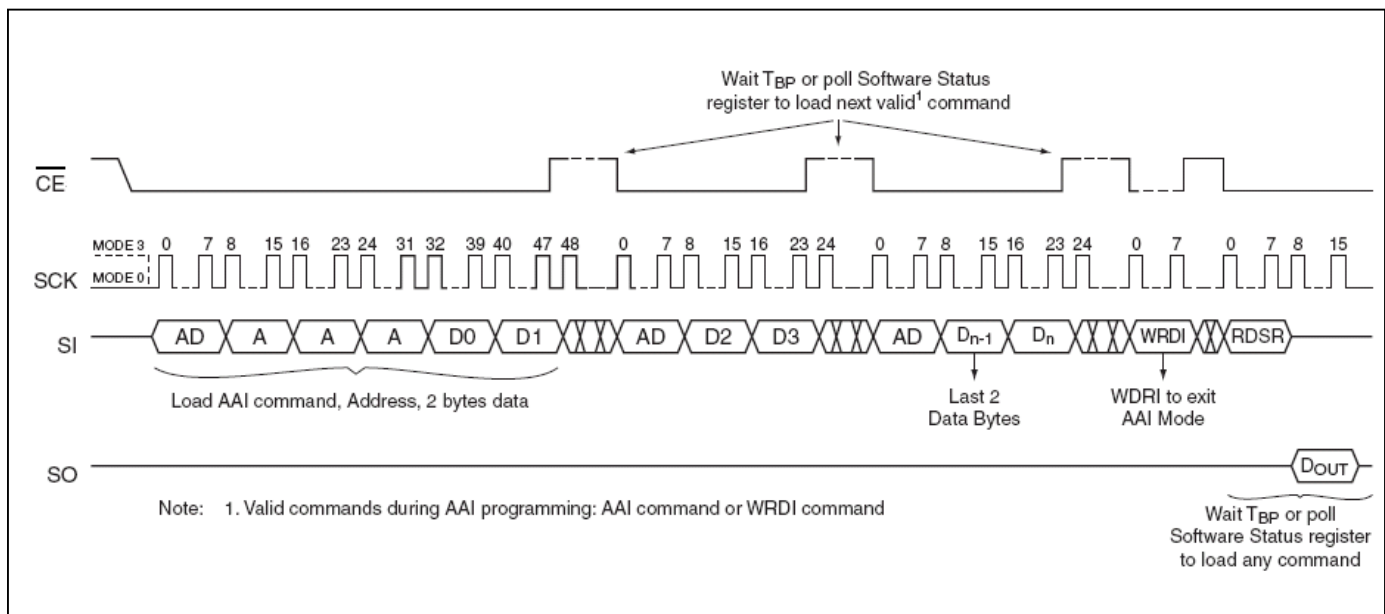 Wait TBP or poll Software Status
register to load next valid1 command
CE
MODE 3 0 7 8 15 16 23 24 31 32 39 40 47 48 0 7 8 15 16 23 24 0 7 8 15 16 23 24 0 7 0 7 8 15
SCK MODE 0
SI AD A A A D0 D1 AD D2 D3 AD Dn-1 Dn WRDI RDSR
Load AAI command, Address, 2 bytes data
Last 2
Data Bytes
WDRI to exit
AAI Mode
SO DOUT
Note: 1. Valid commands during AAI programming: AAI command or WRDI command
Wait TBP or poll
Software Status register
to load any command